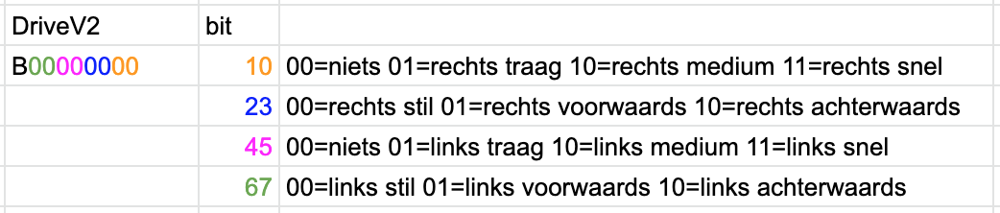 DriveV2 bit
B00000000 10 00=niets 01=rechts traag 10=rechts medium 11=rechts snel
23 00=rechts stil 01=rechts voorwaards 10=rechts achterwaards
45 00=niets 01=links traag 10=links medium 11=links snel
67 00=links stil 01=links voorwaards 10=links achterwaards